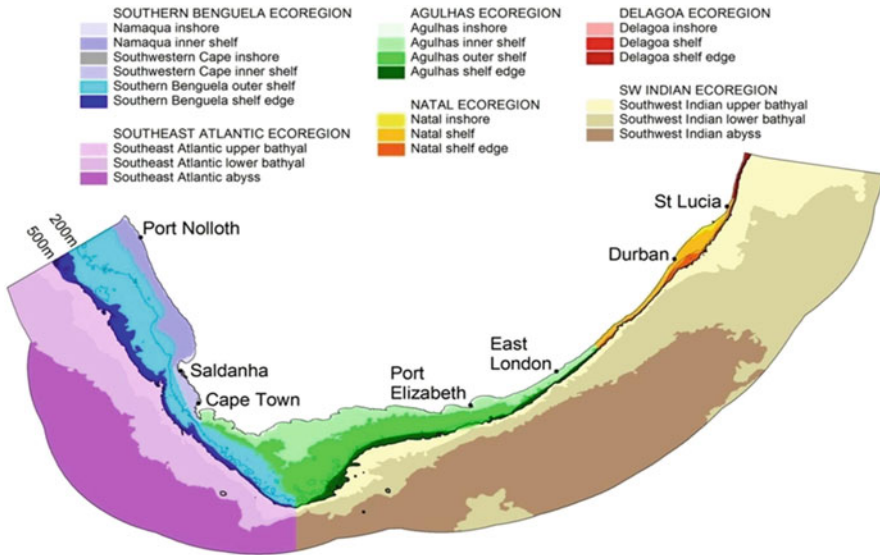 SOUTHERN BENGUELA ECOREGION
Namaqua inshore
Namaqua inner shelf
Southwestern Cape inshore
Southwestern Cape inner shelf
Southern Benguela outer shelf
Southern Benguela shelf edge
SOUTHEAST ATLANTIC ECOREGION
Southeast Atlantic upper bathyal
Southeast Atlantic lower bathyal
Southeast Atlantic abyss
AGULHAS ECOREGION
Agulhas inshore
Agulhas inner shelf
Agulhas outer shelf
Agulhas shelf edge
NATAL ECOREGION
Natal inshore
Natal shelf
Natal shelf edge
DELAGOA ECOREGION
Delagoa inshore
Delagoa shelf
Delagoa shelf edge
SW INDIAN ECOREGION
Southwest Indian upper bathyal
Southwest Indian lower bathyal
Southwest Indian abyss
200m
500m
Port Nolloth
Saldanha
Cape Town
Port
Elizabeth
East
London
Durban
St Lucia